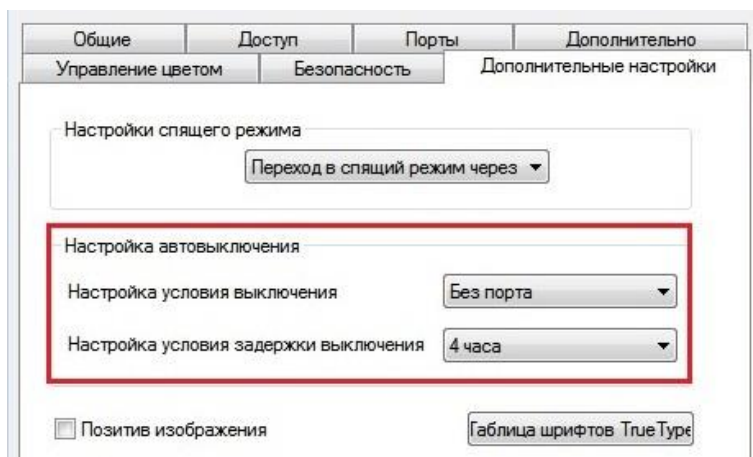 Общие Доступ Порты Дополнительно
Управление цветом Безопасность Дополнительные настройки
Настройки спящего режима
Переход в спящий режим через
Настройка автовыключения
Настройка условия выключения Без порта
Настройка условия задержки выключения 4 часа
Позитив изображения Таблица шрифтов TrueType